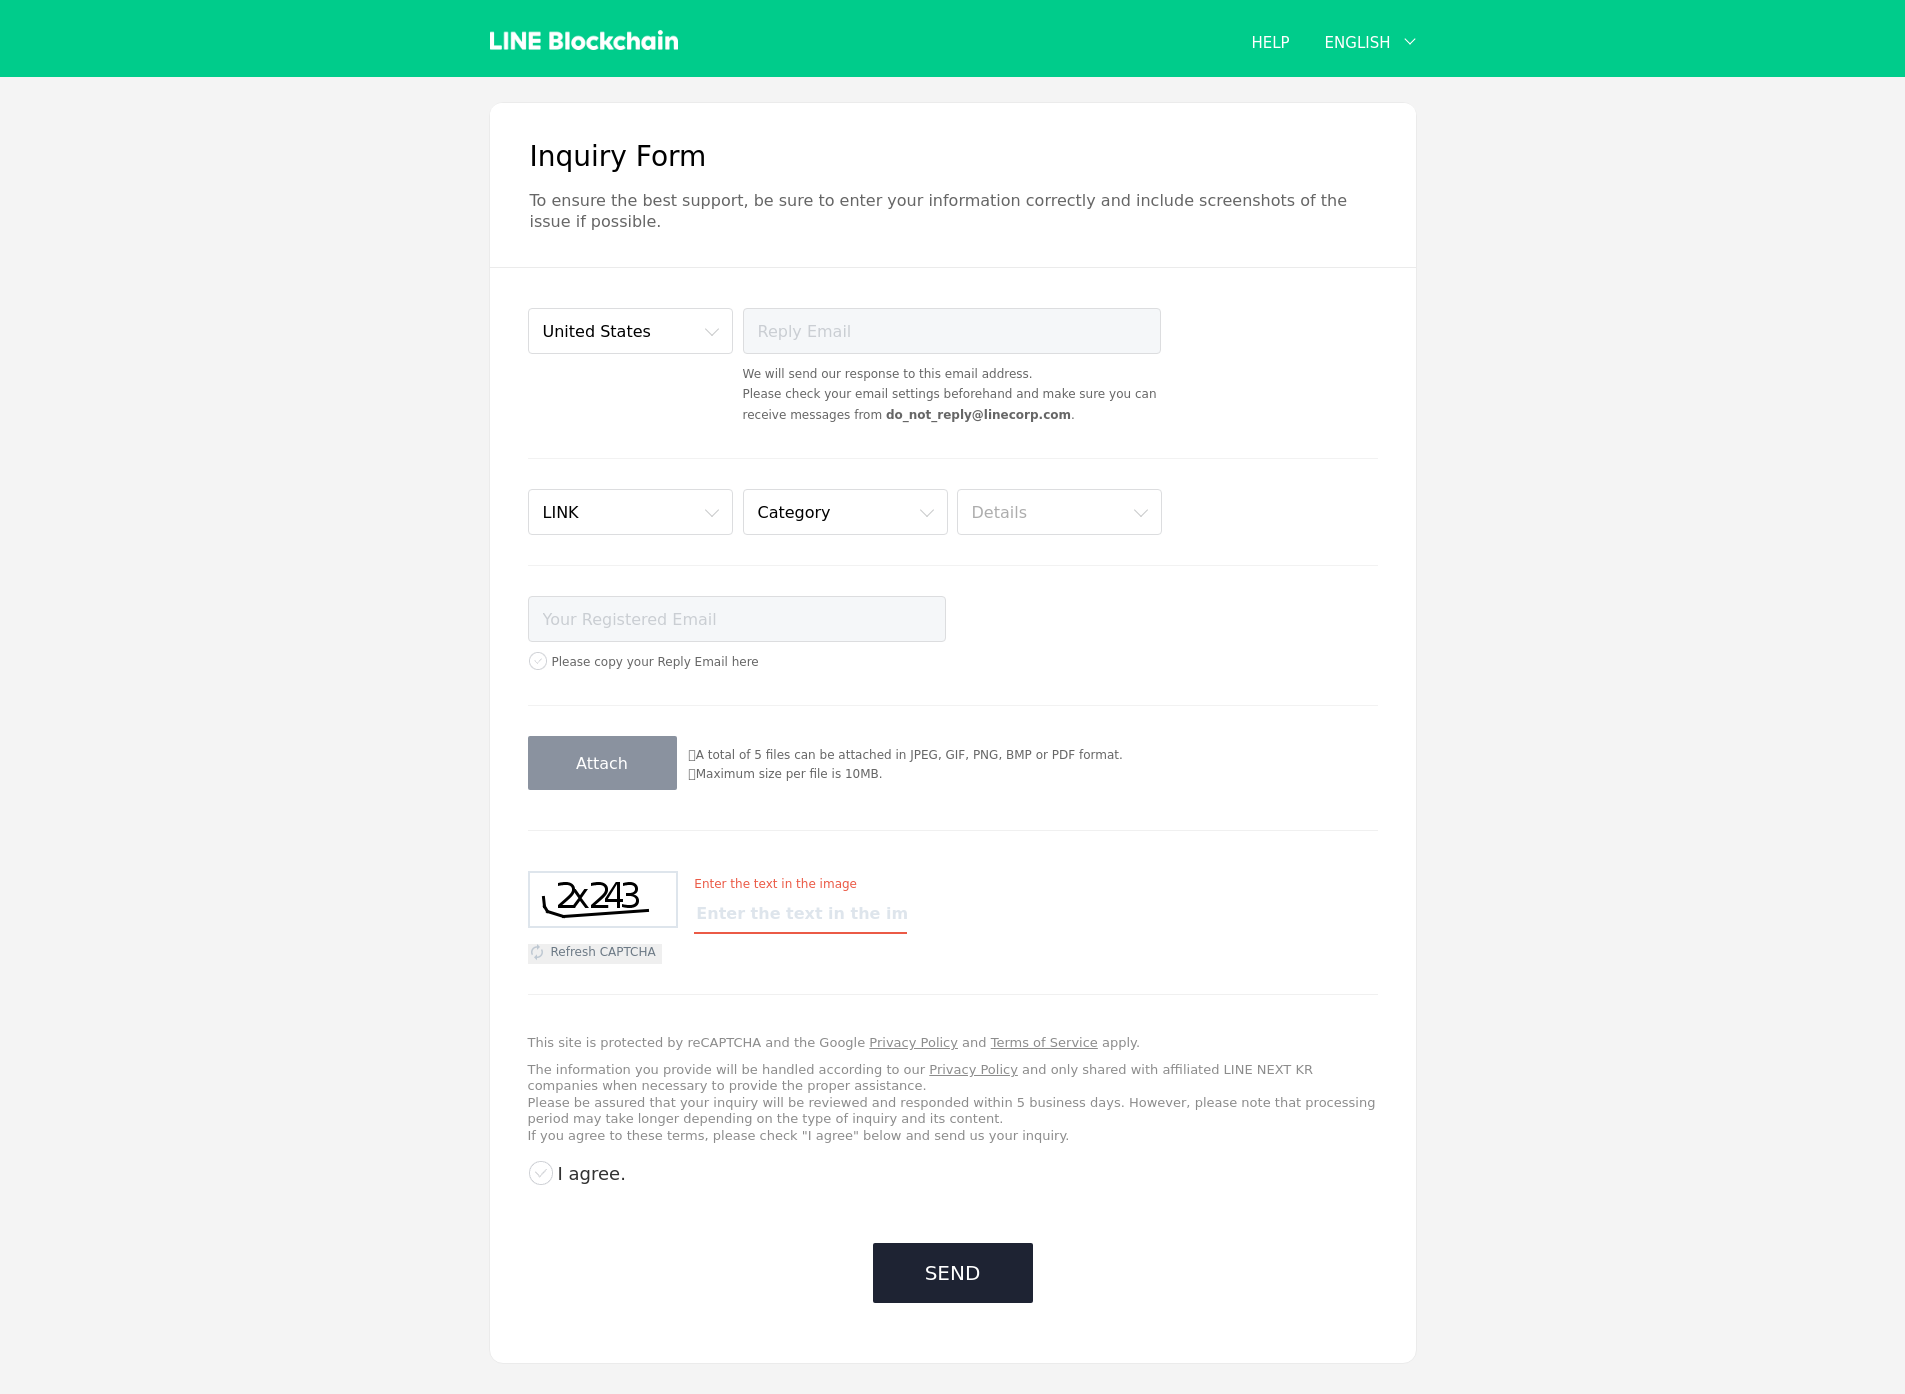 LINE Blockchain
HELP
ENGLISH
Inquiry Form
To ensure the best support, be sure to enter your information correctly and include screenshots of the
issue if possible.
United States
Reply Email
We will send our response to this email address.
Please check your email settings beforehand and make sure you can
receive messages from do_not_reply@linecorp.com.
LINK
Category
Details
Your Registered Email
Please copy your Reply Email here
Attach
A total of 5 files can be attached in JPEG, GIF, PNG, BMP or PDF format.
Maximum size per file is 10MB.
2x243
Enter the text in the image
Enter the text in the im
Refresh CAPTCHA
This site is protected by reCAPTCHA and the Google Privacy Policy and Terms of Service apply.
The information you provide will be handled according to our Privacy Policy and only shared with affiliated LINE NEXT KR
companies when necessary to provide the proper assistance.
Please be assured that your inquiry will be reviewed and responded within 5 business days. However, please note that processing
period may take longer depending on the type of inquiry and its content.
If you agree to these terms, please check "I agree" below and send us your inquiry.
I agree.
SEND